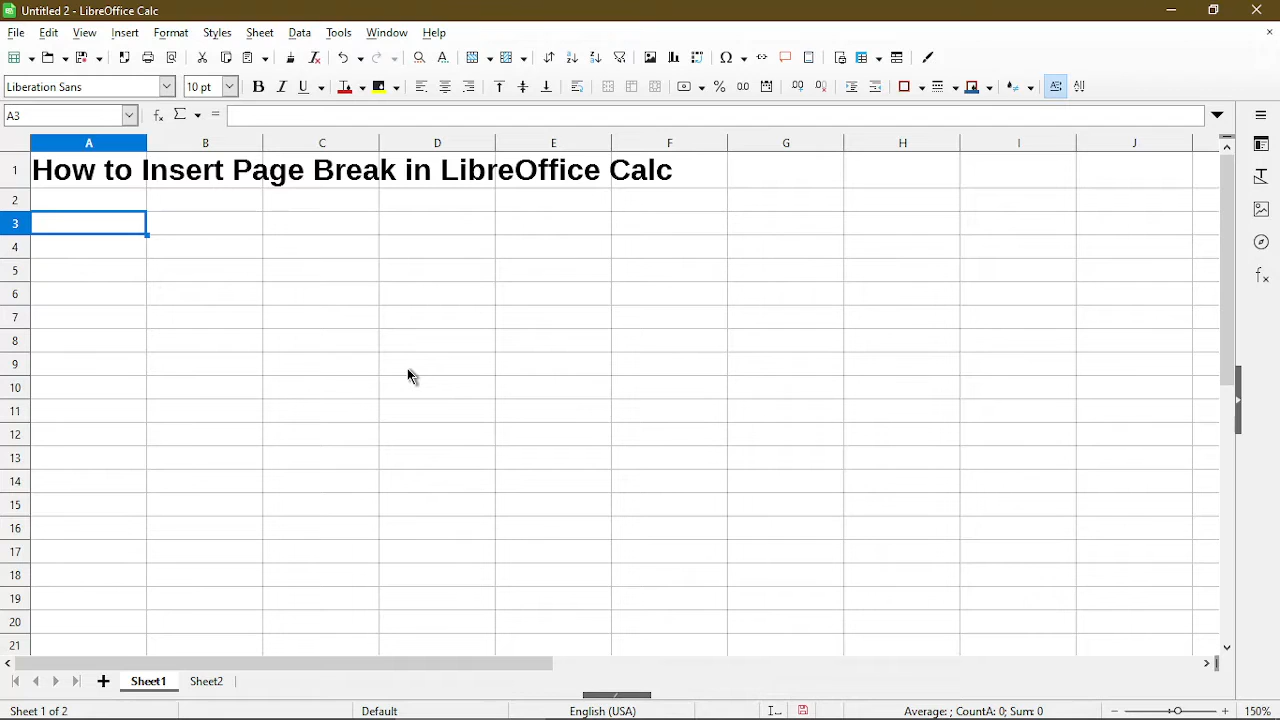 Untitled 2 - LibreOffice Calc
File Edit View Insert Format Styles Sheet Data Tools Window Help
Liberation Sans 10 pt
A3
A B C D E F G H I J
1 How to Insert Page Break in LibreOffice Calc
2
3
4
5
6
7
8
9
10
11
12
13
14
15
16
17
18
19
20
21
Sheet1 Sheet2
Sheet 1 of 2 Default English (USA) Average: ; CountA: 0; Sum: 0 150%